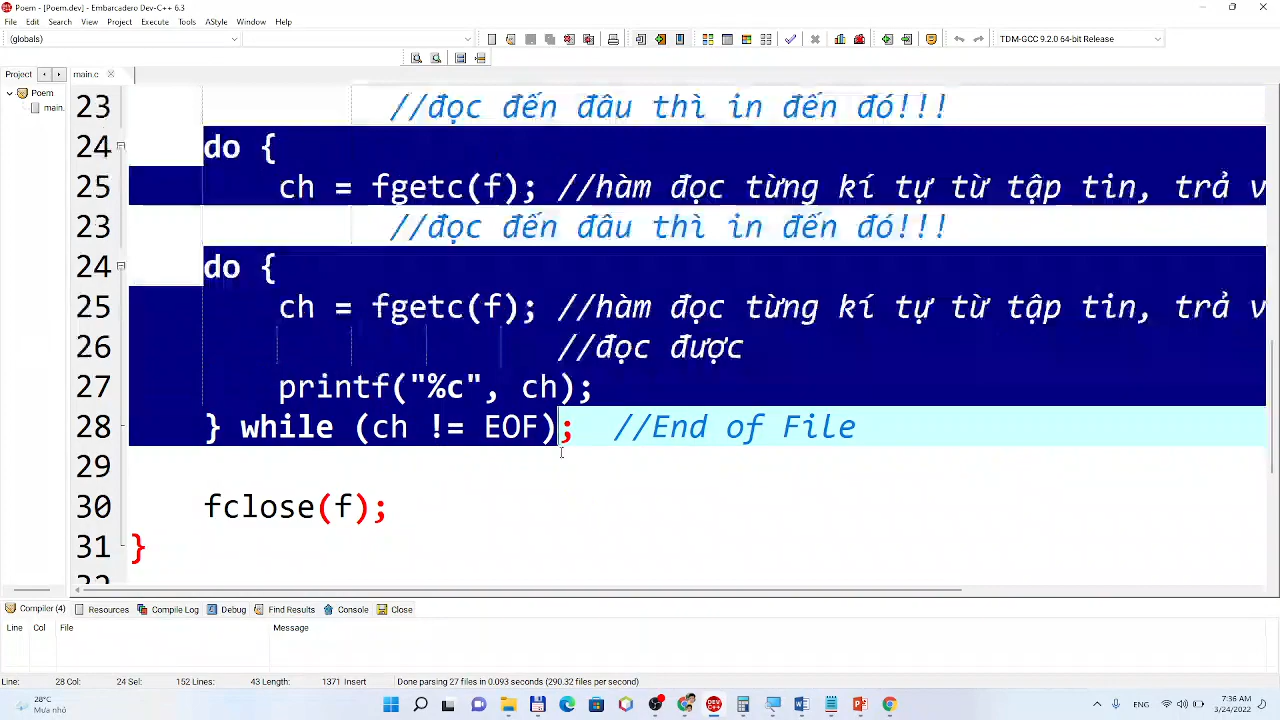 Poem - [Poem.dev] - Embarcadero Dev-C++ 6.3
File Edit Search View Project Execute Tools AStyle Window Help
(globals)
TDM-GCC 9.2.0 64-bit Release
Project
main.c
Poem
main.
23 //đọc đến đâu thì in đến đó!!!
24 do {
25 ch = fgetc(f); //hàm đọc từng kí tự từ tập tin, trả v
23 //đọc đến đâu thì in đến đó!!!
24 do {
25 ch = fgetc(f); //hàm đọc từng kí tự từ tập tin, trả v
26 //đọc được
27 printf("%c", ch);
28 } while (ch != EOF); //End of File
29
30 fclose(f);
31 }
Compiler (4) Resources Compile Log Debug Find Results Console Close
Line Col File Message
Line: 28 Col: 24 Sel: 152 Lines: 43 Length: 1371 Insert Done parsing 27 files in 0.093 seconds (290.32 files per second)
28°C
Mưa nhỏ
ENG
7:36 AM
3/24/2022